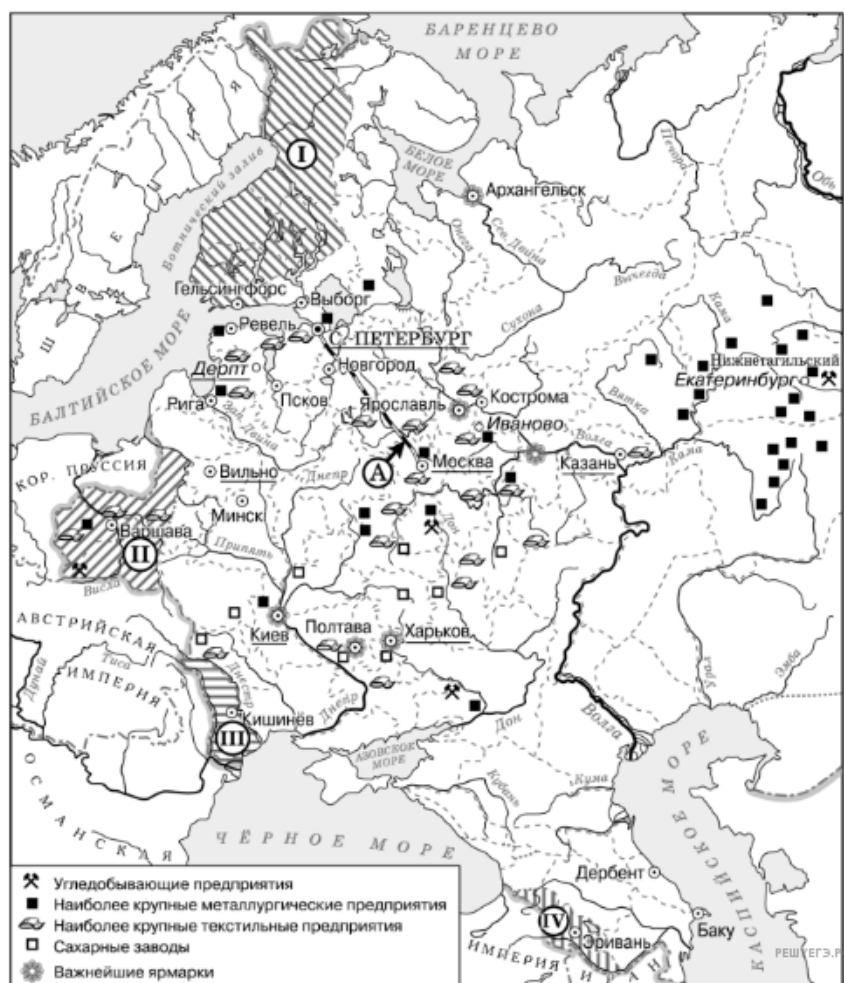 БАРЕНЦЕВО
МОРЕ
БЕЛОЕ
МОРЕ
Печора
Обь
I
Архангельск
Ботнический залив
Онега
Сев. Двина
Вычегда
Сухона
Ш В Е Ц И Я
Гельсингфорс
Выборг
Кама
Ревель
С.-ПЕТЕРБУРГ
Нижнетагильский
Екатеринбург
БАЛТИЙСКОЕ МОРЕ
Дерпт
Новгород
Вятка
Псков
Ярославль
Кострома
Иваново
Рига
Зап. Двина
Волга
А
Москва
Казань
Кама
КОР. ПРУССИЯ
Вильно
Днепр
Минск
Дон
Варшава
II
Припять
Висла
АВСТРИЙСКАЯ
ИМПЕРИЯ
Киев
Полтава
Харьков
Тиса
Дунай
Днестр
Урал
Эмба
Кишинёв
III
Днепр
Дон
Волга
АЗОВСКОЕ
МОРЕ
ОСМАНСКАЯ
Кубань
Кума
ЧЁРНОЕ МОРЕ
КАСПИЙСКОЕ МОРЕ
Дербент
IV
Эривань
Баку
ИМПЕРИЯ
ИРАН
РЕШУЕГЭ.Р
Угледобывающие предприятия
Наиболее крупные металлургические предприятия
Наиболее крупные текстильные предприятия
Сахарные заводы
Важнейшие ярмарки